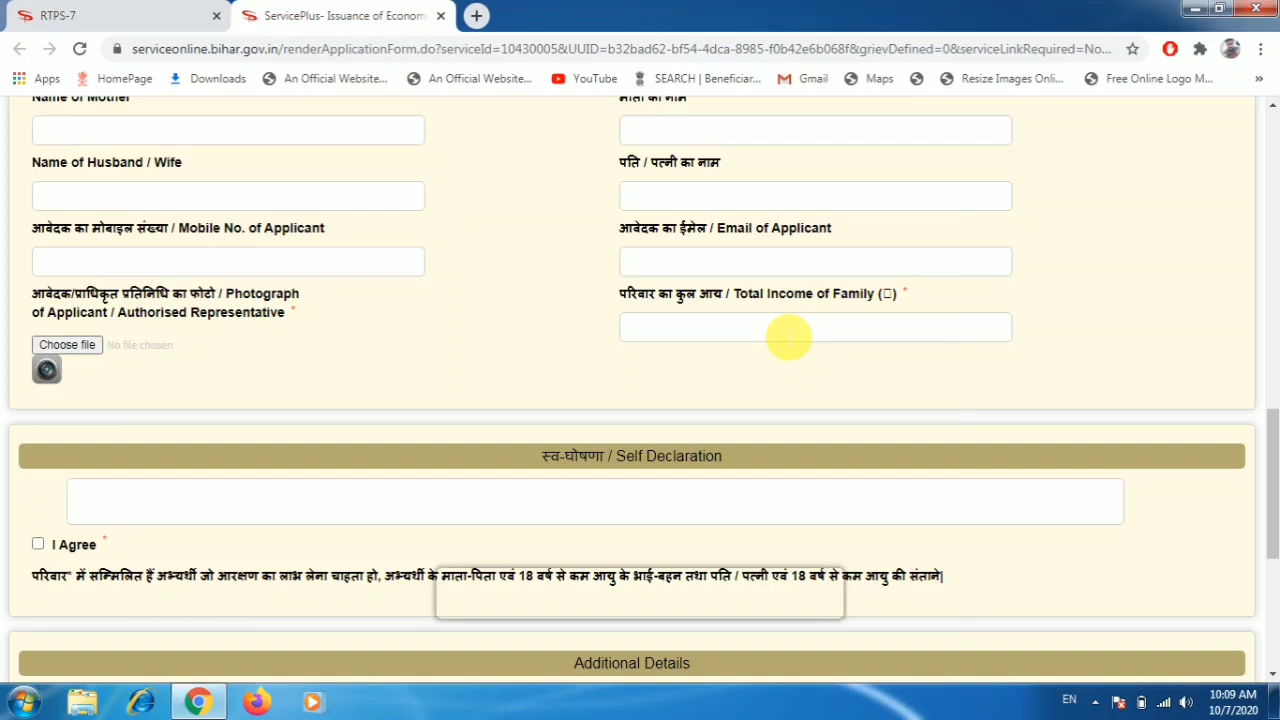 RTPS-7
ServicePlus- Issuance of Econom
serviceonline.bihar.gov.in/renderApplicationForm.do?serviceId=10430005&UUID=b32bad62-bf54-4dca-8985-f0b42e6b068f&grievDefined=0&serviceLinkRequired=No...
Apps HomePage Downloads An Official Website... An Official Website... YouTube SEARCH | Beneficiar... Gmail Maps Resize Images Onli... Free Online Logo M... »
Name of Mother माता का नाम
Name of Husband / Wife पति / पत्नी का नाम
आवेदक का मोबाइल संख्या / Mobile No. of Applicant आवेदक का ईमेल / Email of Applicant
आवेदक/प्राधिकृत प्रतिनिधि का फोटो / Photograph परिवार का कुल आय / Total Income of Family (▯) *
of Applicant / Authorised Representative *
Choose file No file chosen
स्व-घोषणा / Self Declaration
I Agree *
परिवार" में सम्मिलित हैं अभ्यर्थी जो आरक्षण का लाभ लेना चाहता हो, अभ्यर्थी के माता-पिता एवं 18 वर्ष से कम आयु के भाई-बहन तथा पति / पत्नी एवं 18 वर्ष से कम आयु की संताने|
Additional Details
EN 10:09 AM
10/7/2020